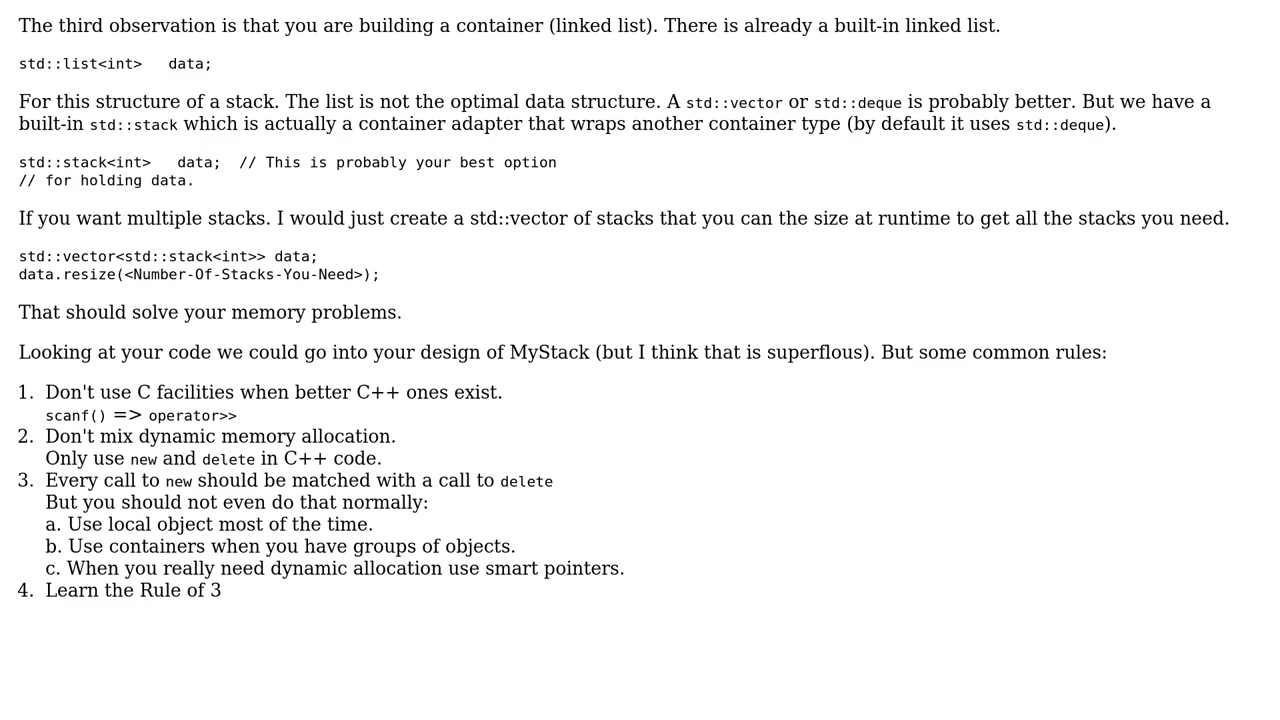 The third observation is that you are building a container (linked list). There is already a built-in linked list.
std::list<int>   data;
For this structure of a stack. The list is not the optimal data structure. A std::vector or std::deque is probably better. But we have a
built-in std::stack which is actually a container adapter that wraps another container type (by default it uses std::deque).
std::stack<int>   data;  // This is probably your best option
// for holding data.
If you want multiple stacks. I would just create a std::vector of stacks that you can the size at runtime to get all the stacks you need.
std::vector<std::stack<int>> data;
data.resize(<Number-Of-Stacks-You-Need>);
That should solve your memory problems.
Looking at your code we could go into your design of MyStack (but I think that is superflous). But some common rules:
1. Don't use C facilities when better C++ ones exist.
scanf() => operator>>
2. Don't mix dynamic memory allocation.
Only use new and delete in C++ code.
3. Every call to new should be matched with a call to delete
But you should not even do that normally:
a. Use local object most of the time.
b. Use containers when you have groups of objects.
c. When you really need dynamic allocation use smart pointers.
4. Learn the Rule of 3